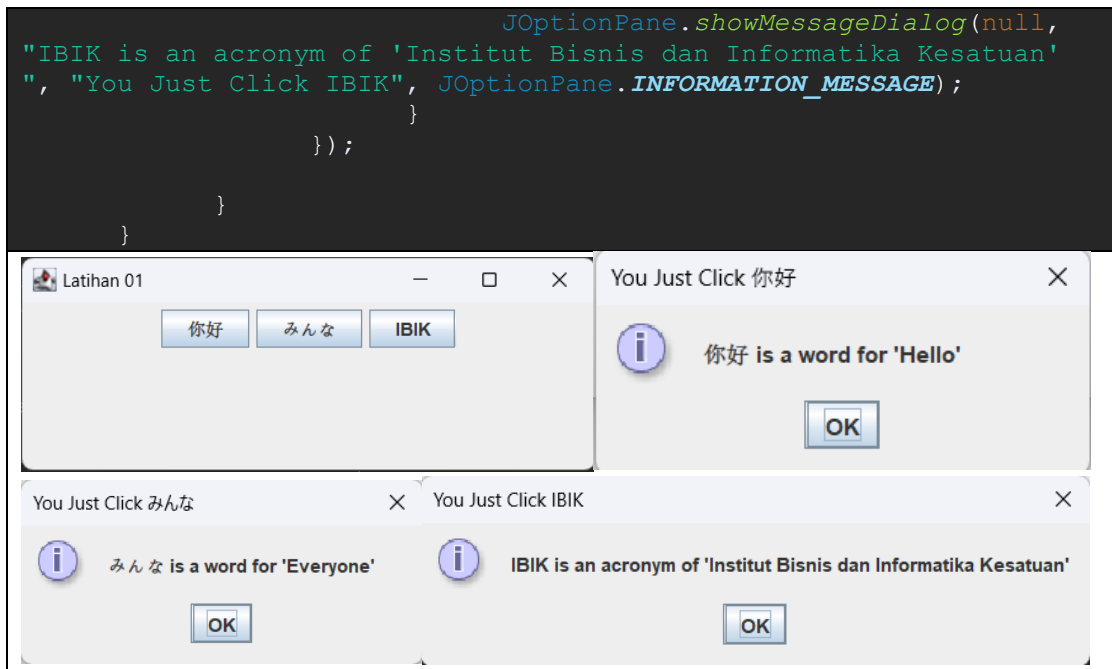 JOptionPane.showMessageDialog(null,
"IBIK is an acronym of 'Institut Bisnis dan Informatika Kesatuan'
", "You Just Click IBIK", JOptionPane.INFORMATION_MESSAGE);
}
});
}
}
Latihan 01
你好 みんな IBIK
You Just Click 你好
你好 is a word for 'Hello'
OK
You Just Click みんな
みんな is a word for 'Everyone'
OK
You Just Click IBIK
IBIK is an acronym of 'Institut Bisnis dan Informatika Kesatuan'
OK